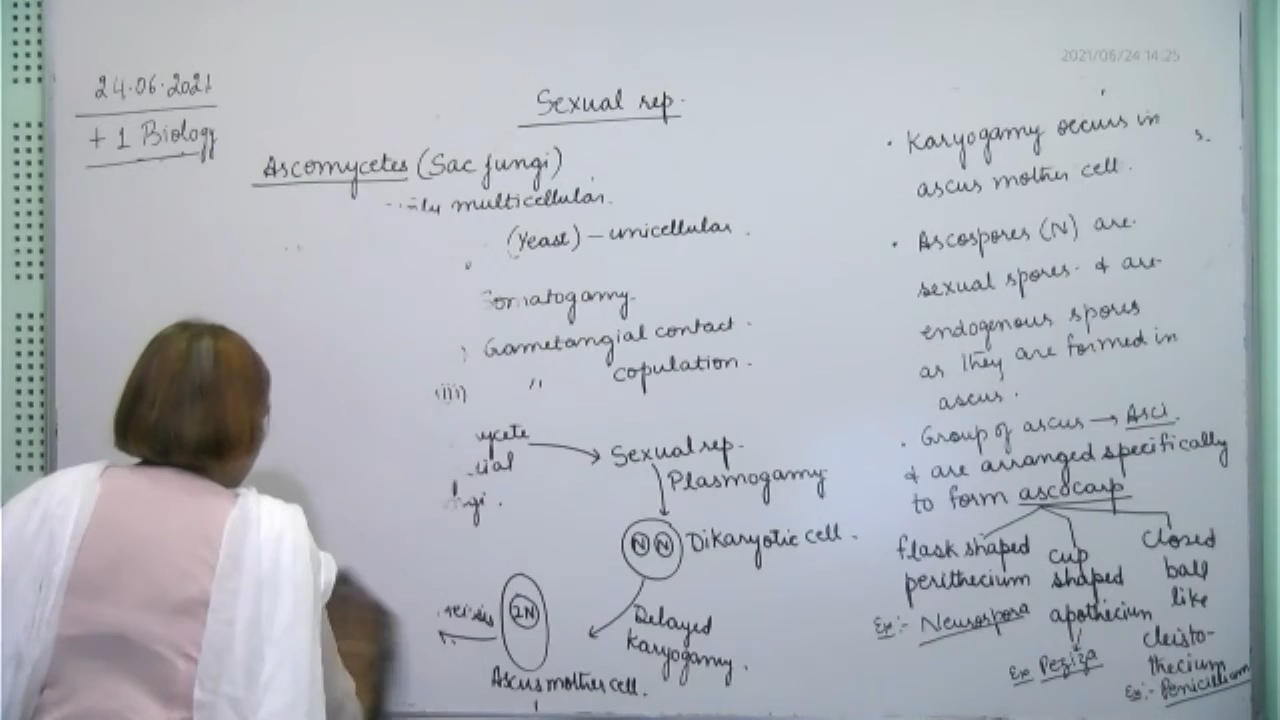 2021/06/24 14:25
24.06.2021
+ 1 Biology
Sexual rep.
Ascomycetes (Sac fungi)
multicellular.
(Yeast) - unicellular.
Somatogamy.
Gametangial contact.
(iii) " copulation.
Sexual rep.
Plasmogamy
N N Dikaryotic cell.
Delayed
Karyogamy.
2N
Ascus mother cell.
• Karyogamy occurs in
ascus mother cell.
• Ascospores (N) are
sexual spores & are
endogenous spores
as they are formed in
ascus.
• Group of ascus → Asci.
& are arranged specifically
to form ascocarp
flask shaped
perithecium
Ex:- Neurospora
cup
shaped
apothecium
Ex Peziza
Closed
ball
like
cleisto-
thecium
Ex:- Penicillium